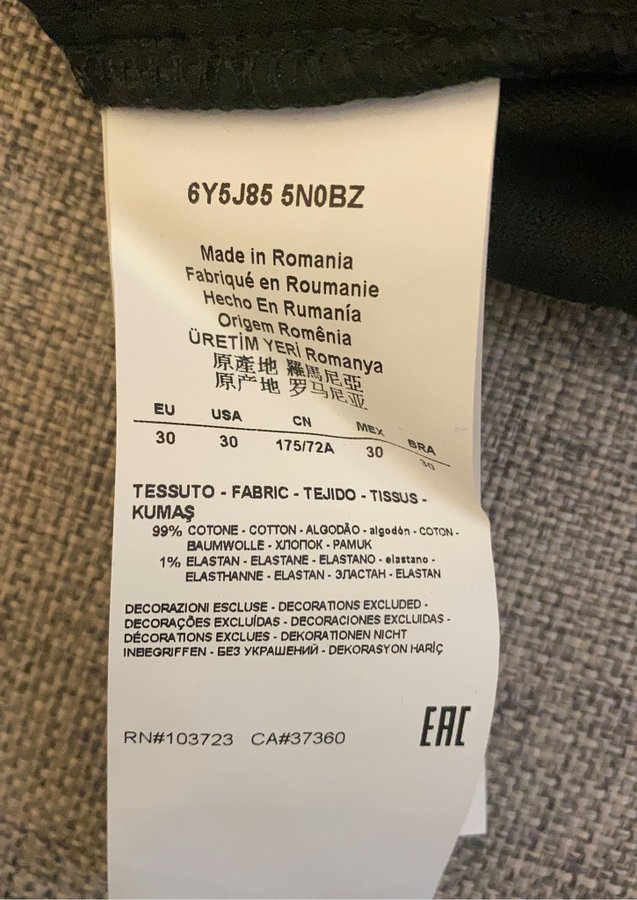 6Y5J85 5N0BZ
Made in Romania
Fabriqué en Roumanie
Hecho En Rumanía
Origem Romênia
ÜRETİM YERİ Romanya
原產地 羅馬尼亞
原产地 罗马尼亚
EU USA CN MEX BRA
30 30 175/72A 30 30
TESSUTO - FABRIC - TEJIDO - TISSUS -
KUMAŞ
99% COTONE - COTTON - ALGODÃO - algodón - COTON -
BAUMWOLLE - ХЛОПОК - PAMUK
1% ELASTAN - ELASTANE - ELASTANO - elastano -
ELASTHANNE - ELASTAN - ЭЛАСТАН - ELASTAN
DECORAZIONI ESCLUSE - DECORATIONS EXCLUDED -
DECORAÇÕES EXCLUÍDAS - DECORACIONES EXCLUIDAS -
DÉCORATIONS EXCLUES - DEKORATIONEN NICHT
INBEGRIFFEN - БЕЗ УКРАШЕНИЙ - DEKORASYON HARİÇ
RN#103723 CA#37360
EAC